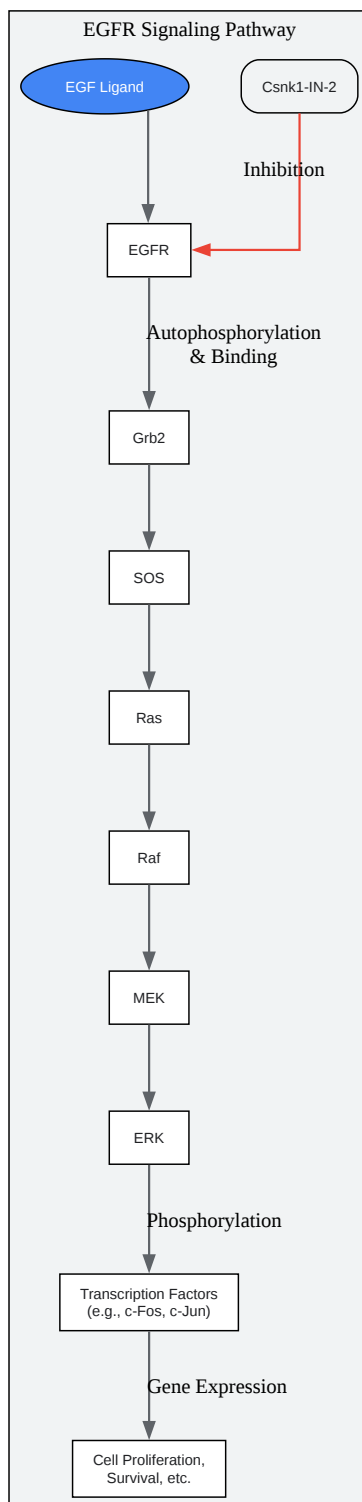 EGFR Signaling Pathway
EGF Ligand
Csnk1-IN-2
Inhibition
EGFR
Autophosphorylation
& Binding
Grb2
SOS
Ras
Raf
MEK
ERK
Phosphorylation
Transcription Factors
(e.g., c-Fos, c-Jun)
Gene Expression
Cell Proliferation,
Survival, etc.